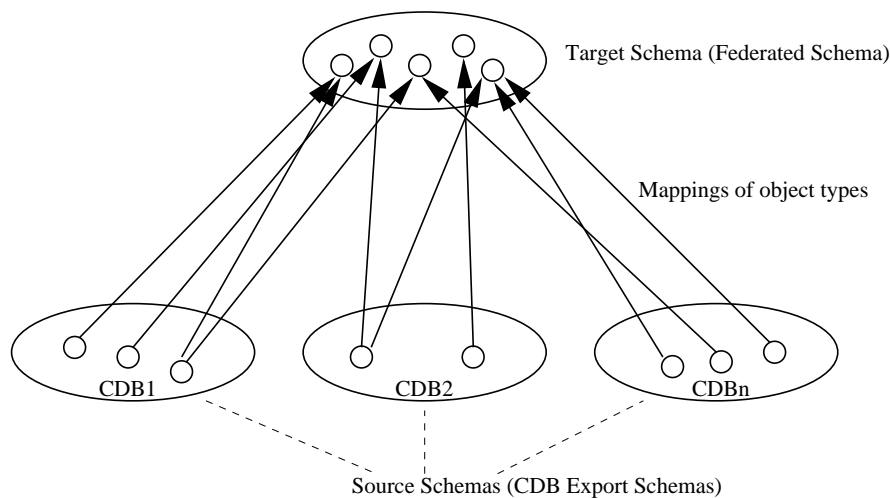 Target Schema (Federated Schema)
Mappings of object types
CDB1
CDB2
CDBn
Source Schemas (CDB Export Schemas)